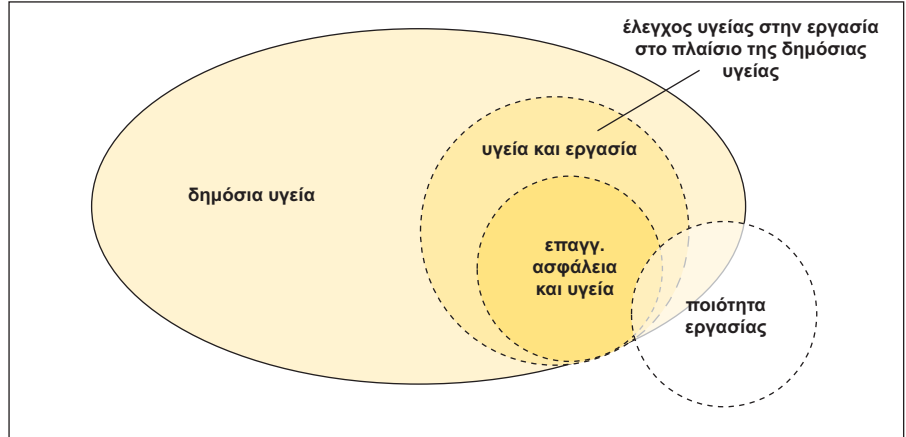 έλεγχος υγείας στην εργασία
στο πλαίσιο της δημόσιας
υγείας
υγεία και εργασία
δημόσια υγεία
επαγγ.
ασφάλεια
και υγεία
ποιότητα
εργασίας